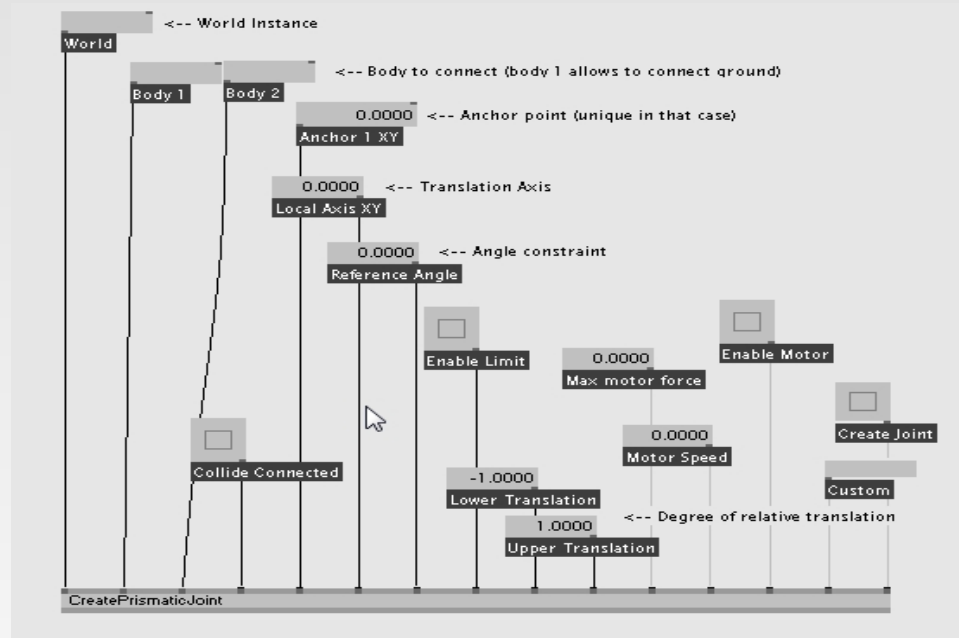 <-- World Instance
World
<-- Body to connect (body 1 allows to connect ground)
Body 1
Body 2
0.0000 <-- Anchor point (unique in that case)
Anchor 1 XY
0.0000 <-- Translation Axis
Local Axis XY
0.0000 <-- Angle constraint
Reference Angle
Enable Limit
0.0000
Max motor force
Enable Motor
Create Joint
0.0000
Motor Speed
Collide Connected
-1.0000
Lower Translation
Custom
1.0000
<-- Degree of relative translation
Upper Translation
CreatePrismaticJoint